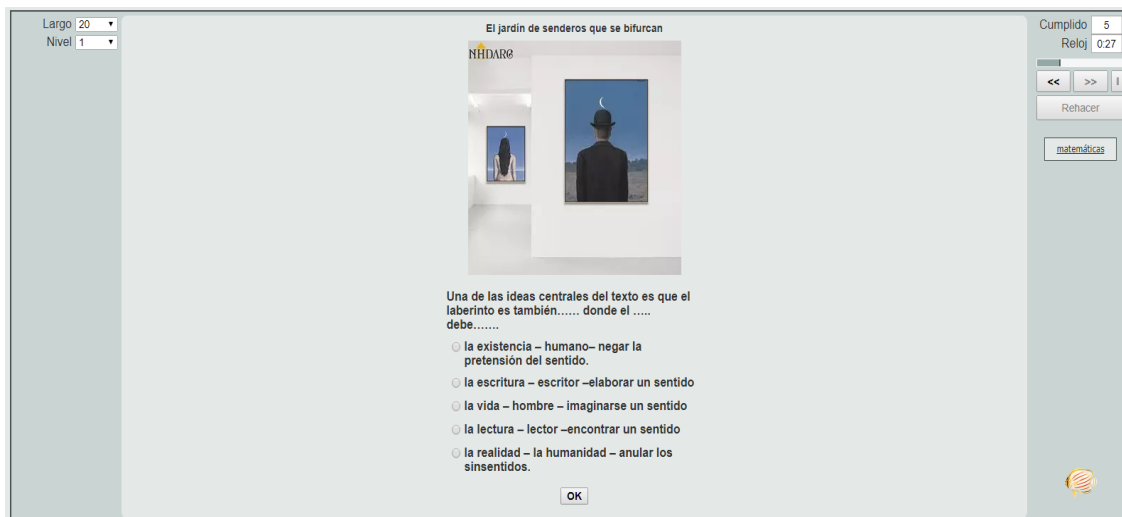 Largo 20
Nivel 1
El jardín de senderos que se bifurcan
NHDARG
Una de las ideas centrales del texto es que el
laberinto es también…… donde el …..
debe…….
la existencia – humano– negar la
pretensión del sentido.
la escritura – escritor –elaborar un sentido
la vida – hombre – imaginarse un sentido
la lectura – lector –encontrar un sentido
la realidad – la humanidad – anular los
sinsentidos.
OK
Cumplido 5
Reloj 0:27
<< >> I
Rehacer
matemáticas